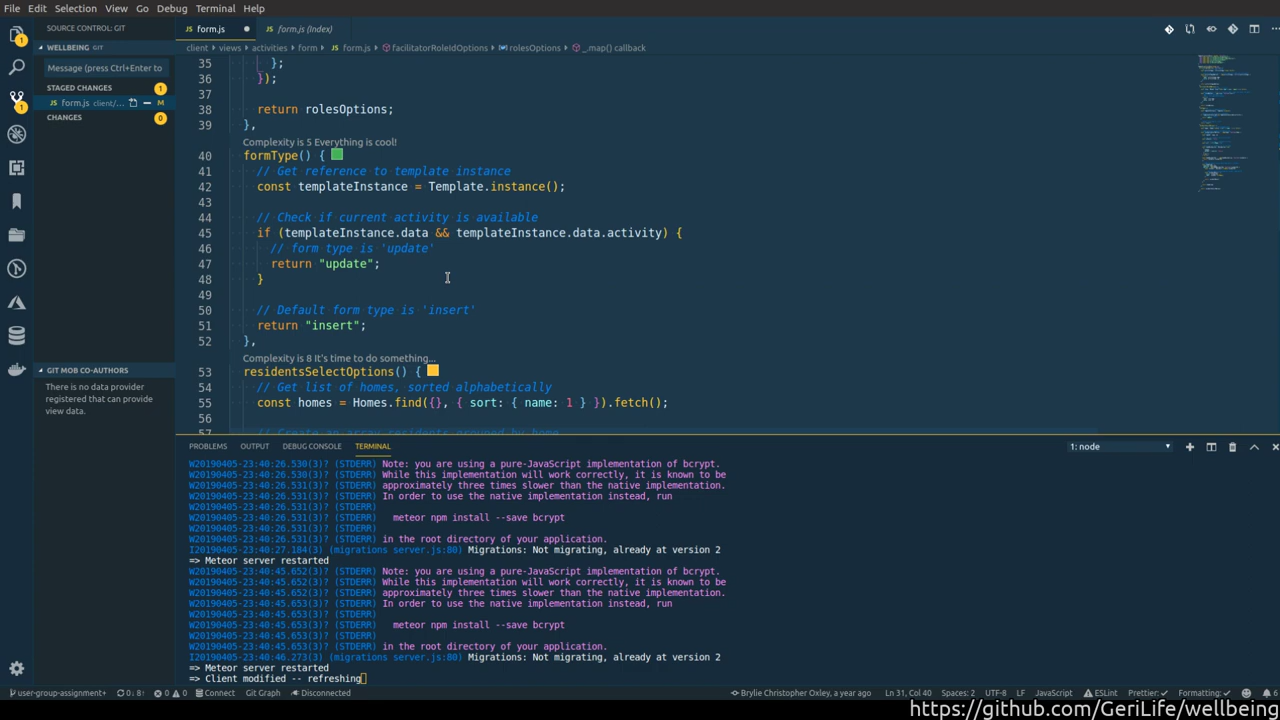 File Edit Selection View Go Debug Terminal Help
SOURCE CONTROL: GIT
form.js
form.js (Index)
WELLBEING GIT
client › views › activities › form › form.js › facilitatorRoleIdOptions › rolesOptions › _.map() callback
Message (press Ctrl+Enter to
STAGED CHANGES 1
form.js client/... M
CHANGES 0
35 };
36 });
37
38 return rolesOptions;
39 },
Complexity is 5 Everything is cool!
40 formType() {
41 // Get reference to template instance
42 const templateInstance = Template.instance();
43
44 // Check if current activity is available
45 if (templateInstance.data && templateInstance.data.activity) {
46 // form type is 'update'
47 return "update";
48 }
49
50 // Default form type is 'insert'
51 return "insert";
52 },
Complexity is 8 It's time to do something...
53 residentsSelectOptions() {
54 // Get list of homes, sorted alphabetically
55 const homes = Homes.find({}, { sort: { name: 1 } }).fetch();
56
57 // Create an array residents grouped by home
GIT MOB CO-AUTHORS
There is no data provider
registered that can provide
view data.
PROBLEMS OUTPUT DEBUG CONSOLE TERMINAL 1: node
W20190405-23:40:26.530(3)? (STDERR) Note: you are using a pure-JavaScript implementation of bcrypt.
W20190405-23:40:26.530(3)? (STDERR) While this implementation will work correctly, it is known to be
W20190405-23:40:26.531(3)? (STDERR) approximately three times slower than the native implementation.
W20190405-23:40:26.531(3)? (STDERR) In order to use the native implementation instead, run
W20190405-23:40:26.531(3)? (STDERR)
W20190405-23:40:26.531(3)? (STDERR) meteor npm install --save bcrypt
W20190405-23:40:26.531(3)? (STDERR)
W20190405-23:40:26.531(3)? (STDERR) in the root directory of your application.
I20190405-23:40:27.184(3) (migrations server.js:80) Migrations: Not migrating, already at version 2
=> Meteor server restarted
W20190405-23:40:45.652(3)? (STDERR) Note: you are using a pure-JavaScript implementation of bcrypt.
W20190405-23:40:45.652(3)? (STDERR) While this implementation will work correctly, it is known to be
W20190405-23:40:45.652(3)? (STDERR) approximately three times slower than the native implementation.
W20190405-23:40:45.653(3)? (STDERR) In order to use the native implementation instead, run
W20190405-23:40:45.653(3)? (STDERR)
W20190405-23:40:45.653(3)? (STDERR) meteor npm install --save bcrypt
W20190405-23:40:45.653(3)? (STDERR)
W20190405-23:40:45.653(3)? (STDERR) in the root directory of your application.
I20190405-23:40:46.273(3) (migrations server.js:80) Migrations: Not migrating, already at version 2
=> Meteor server restarted
=> Client modified -- refreshing
user-group-assignment+ 0↓ 8↑ 0 0 Connect Git Graph Disconnected Brylie Christopher Oxley, a year ago Ln 31, Col 40 Spaces: 2 UTF-8 LF JavaScript ESLint Prettier: ✓ Formatting: ✓ 6
https://github.com/GeriLife/wellbeing